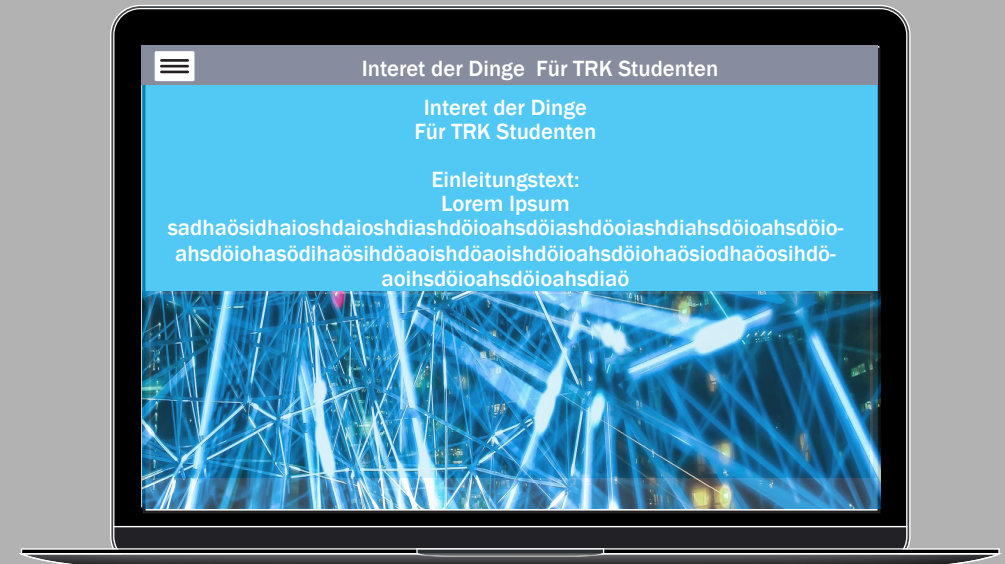 Interet der Dinge  Für TRK Studenten
Interet der Dinge
Für TRK Studenten
Einleitungstext:
Lorem Ipsum
sadhaösidhaioshdaioshdiashdöioahsdöiashdöoiashdiahsdöioahsdöio-
ahsdöiohasödihaösihdöaoishdöaoishdöioahsdöiohaösiodhaöosihdö-
aoihsdöioahsdöioahsdiaö